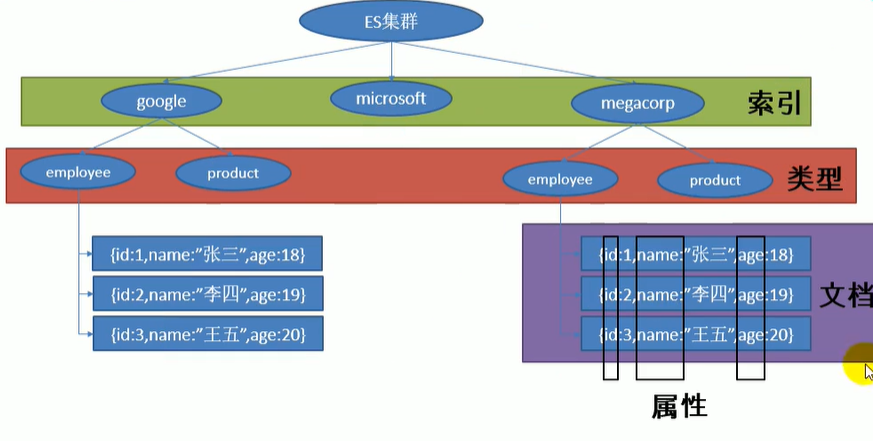 ES集群
google
microsoft
megacorp
索引
employee
product
employee
product
类型
{id:1,name:”张三”,age:18}
{id:2,name:”李四”,age:19}
{id:3,name:”王五”,age:20}
{id:1,name:”张三”,age:18}
{id:2,name:”李四”,age:19}
{id:3,name:”王五”,age:20}
文档
属性